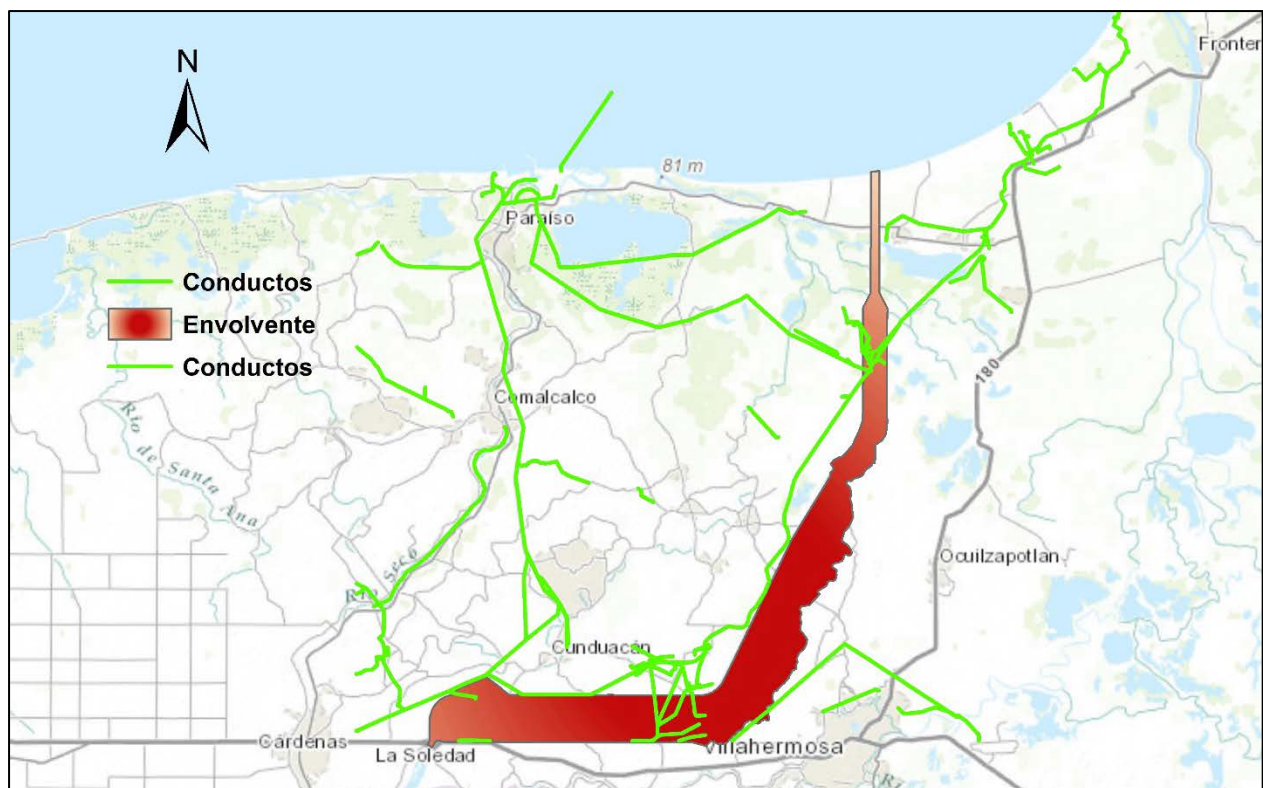 N
Fronter
81 m
Paraíso
Conductos
Envolvente
Conductos
180
Comalcalco
Río
de Santa
Ana
Río Seco
Ocuilzapotlan
Cunduacán
Cárdenas
La Soledad
Villahermosa